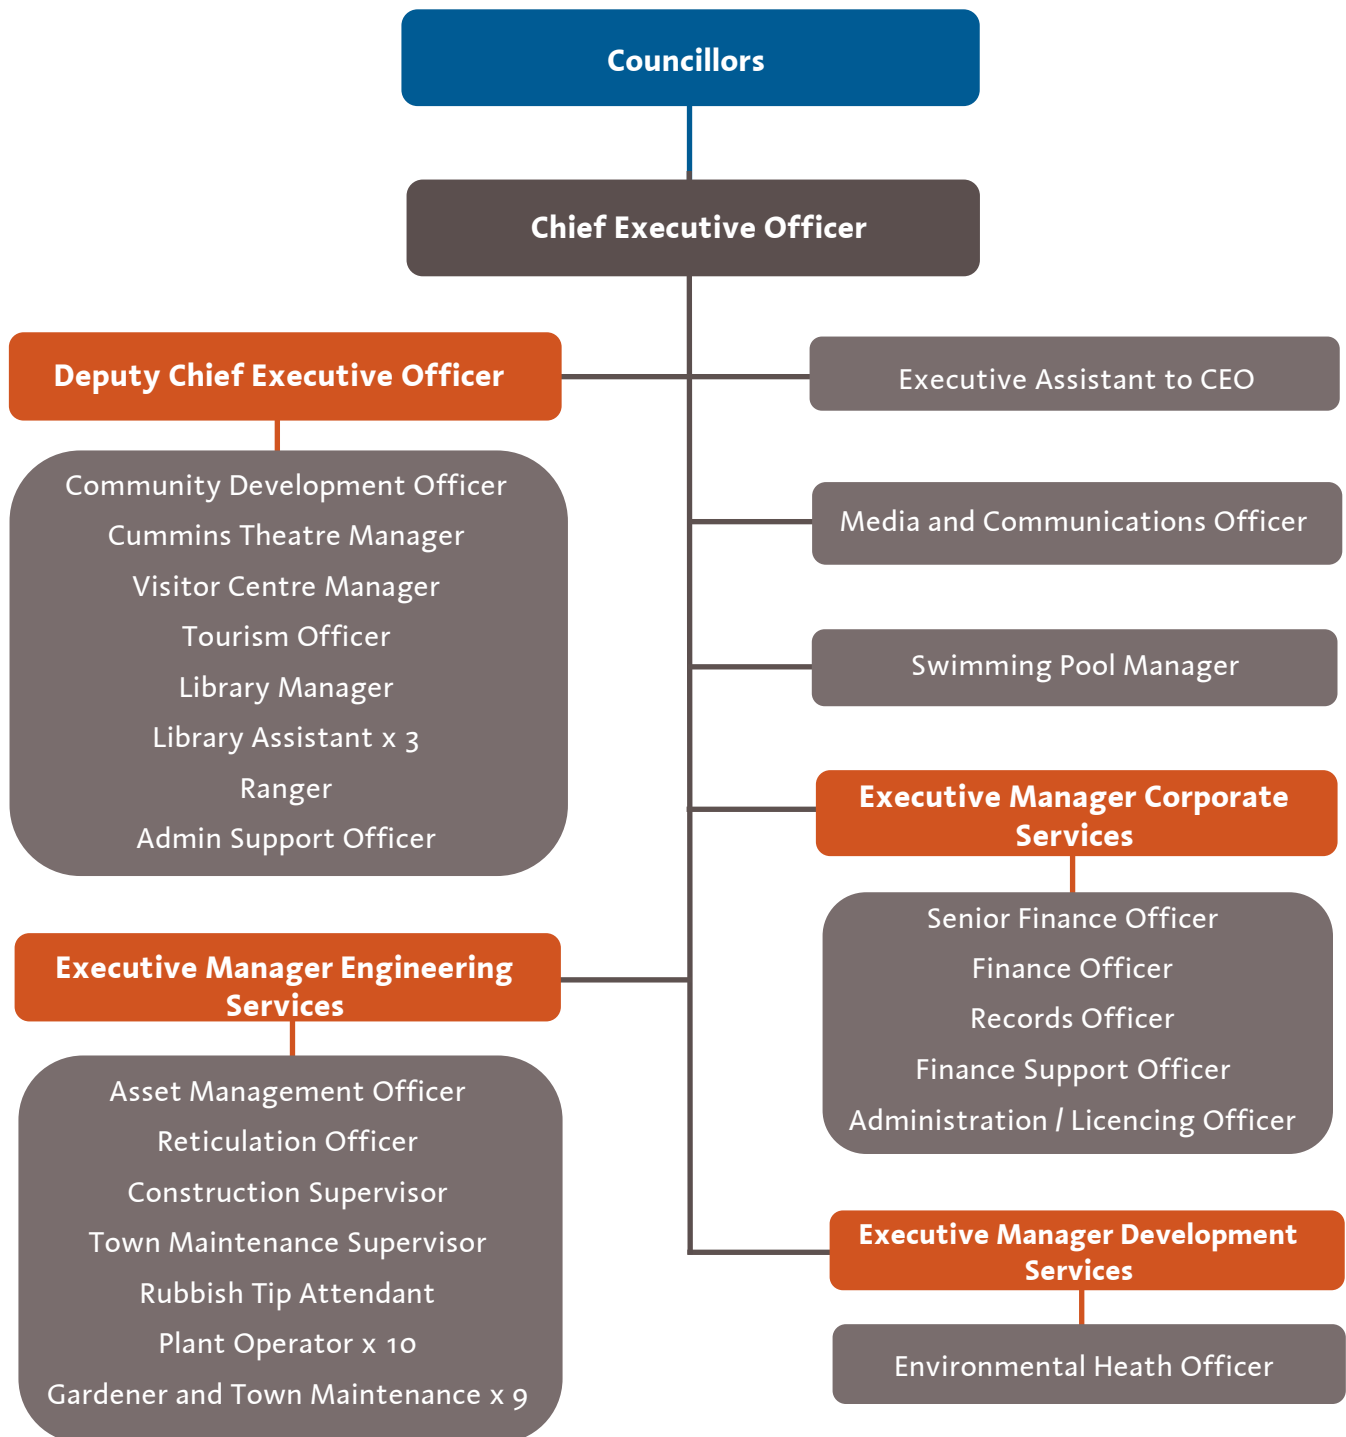 Councillors
Chief Executive Officer
Deputy Chief Executive Officer
Community Development Officer
Cummins Theatre Manager
Visitor Centre Manager
Tourism Officer
Library Manager
Library Assistant x 3
Ranger
Admin Support Officer
Executive Assistant to CEO
Media and Communications Officer
Swimming Pool Manager
Executive Manager Corporate
Services
Senior Finance Officer
Finance Officer
Records Officer
Finance Support Officer
Administration / Licencing Officer
Executive Manager Engineering
Services
Asset Management Officer
Reticulation Officer
Construction Supervisor
Town Maintenance Supervisor
Rubbish Tip Attendant
Plant Operator x 10
Gardener and Town Maintenance x 9
Executive Manager Development
Services
Environmental Heath Officer